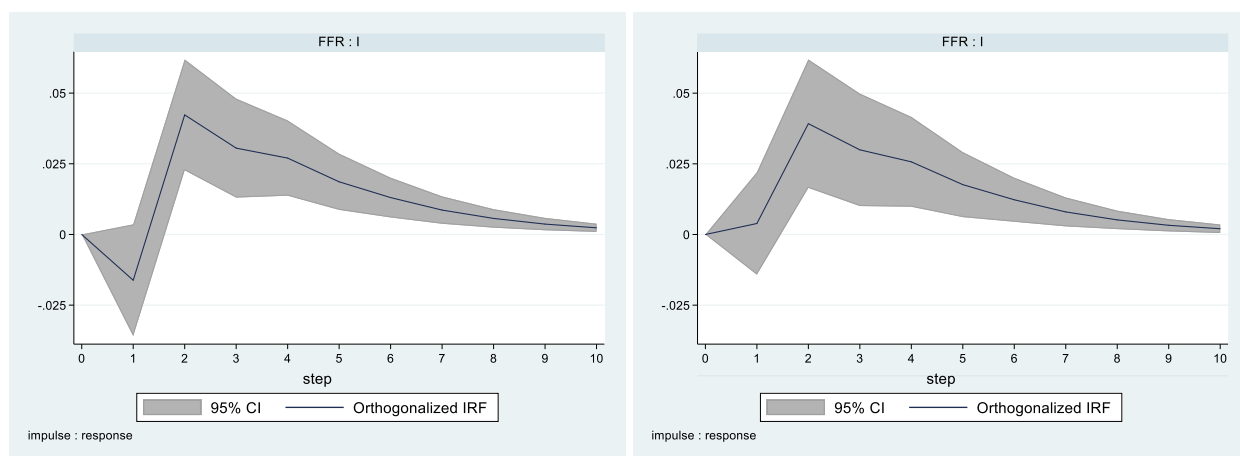 FFR : I
.05
.025
0
-.025
0 1 2 3 4 5 6 7 8 9 10
step
95% CI Orthogonalized IRF
impulse : response
FFR : I
.05
.025
0
-.025
0 1 2 3 4 5 6 7 8 9 10
step
95% CI Orthogonalized IRF
impulse : response